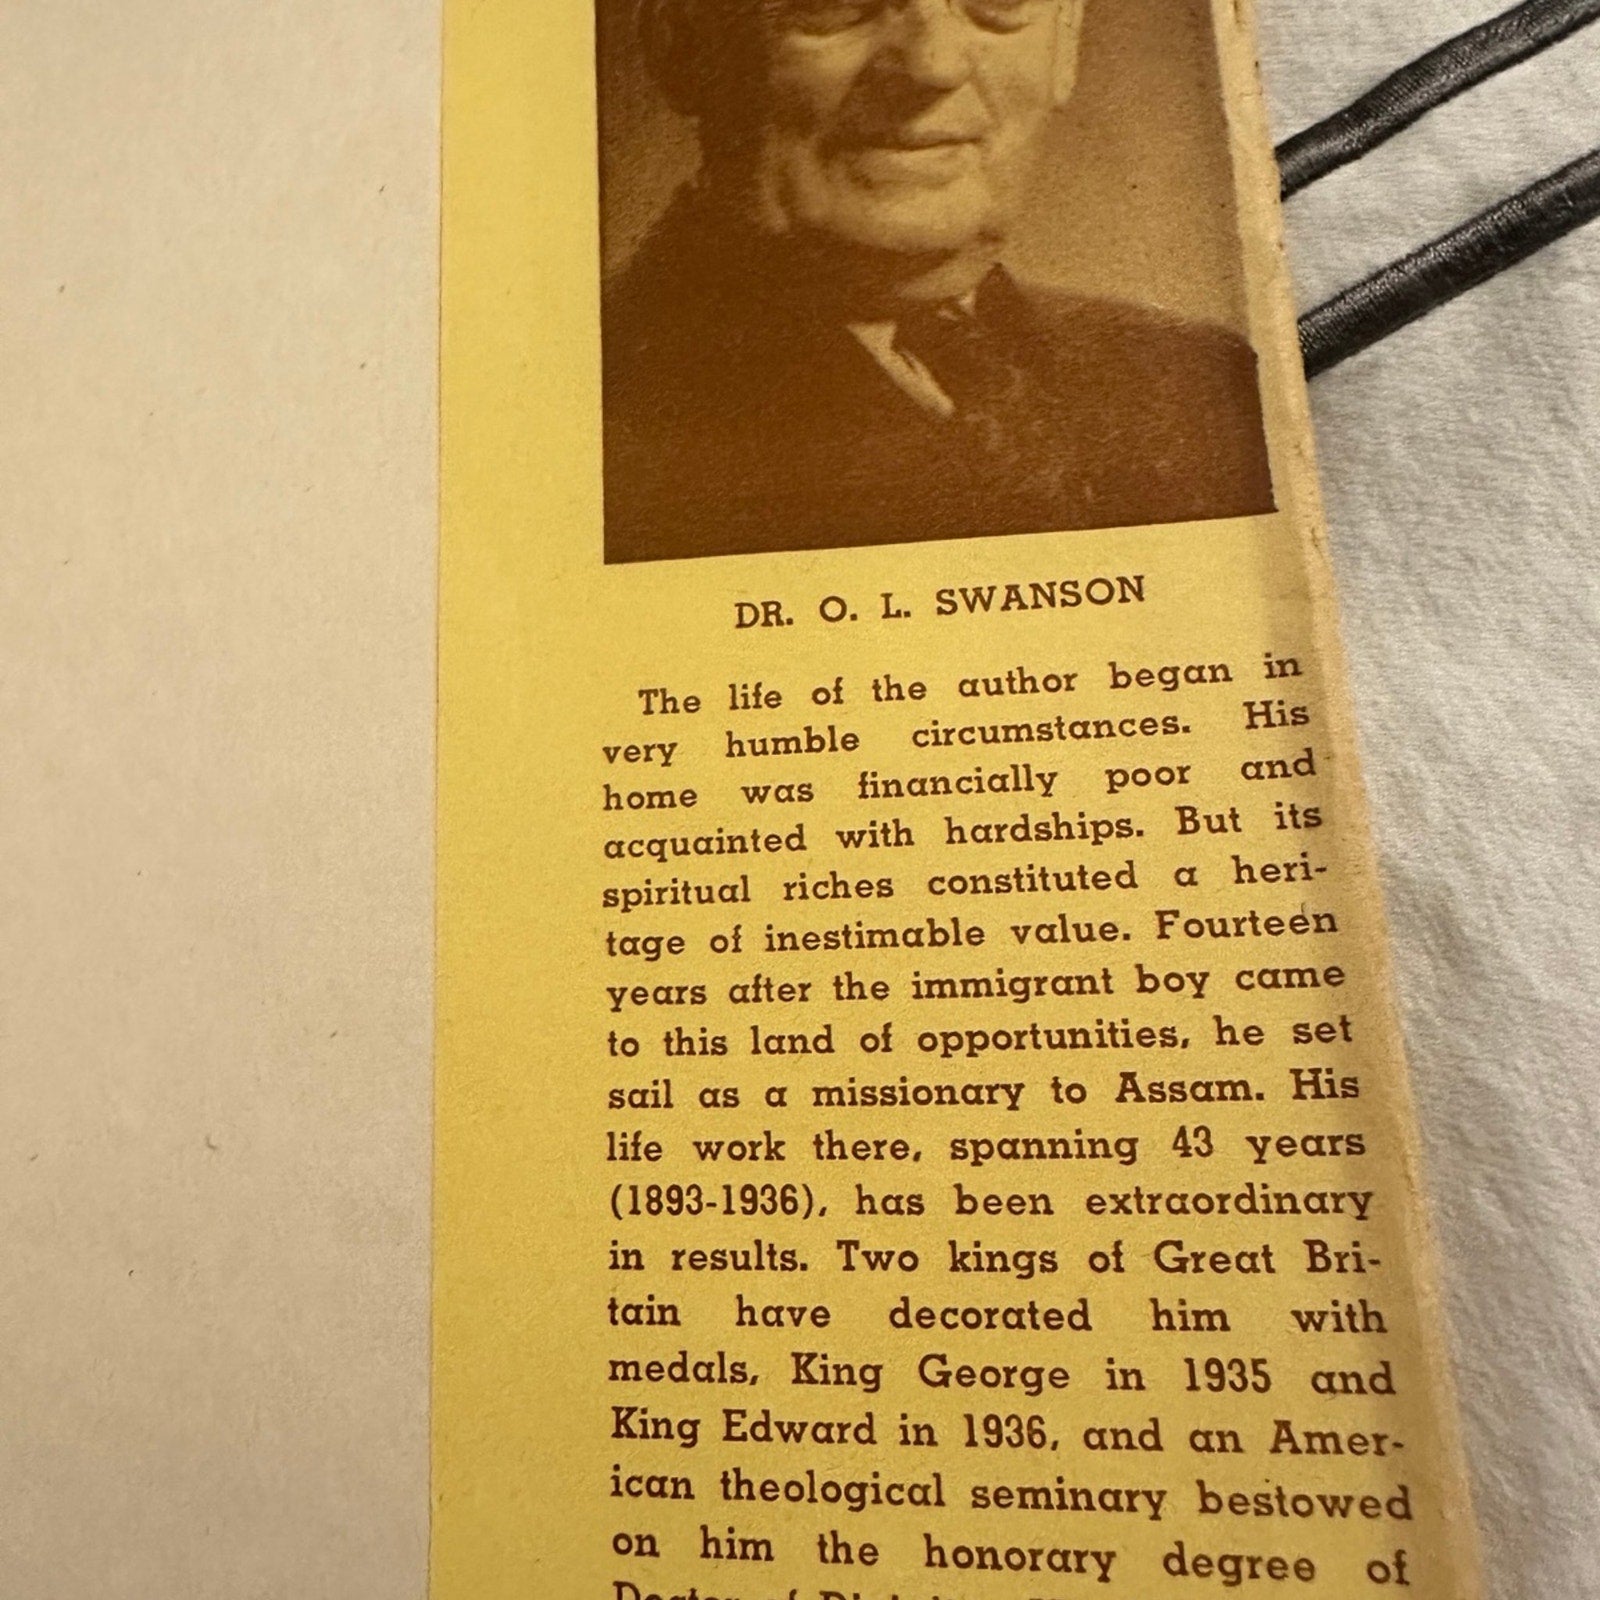 DR. O. L. SWANSON
The life of the author began in
very humble circumstances. His
home was financially poor and
acquainted with hardships. But its
spiritual riches constituted a heri-
tage of inestimable value. Fourteen
years after the immigrant boy came
to this land of opportunities, he set
sail as a missionary to Assam. His
life work there, spanning 43 years
(1893-1936), has been extraordinary
in results. Two kings of Great Bri-
tain have decorated him with
medals, King George in 1935 and
King Edward in 1936, and an Amer-
ican theological seminary bestowed
on him the honorary degree of
Doctor of